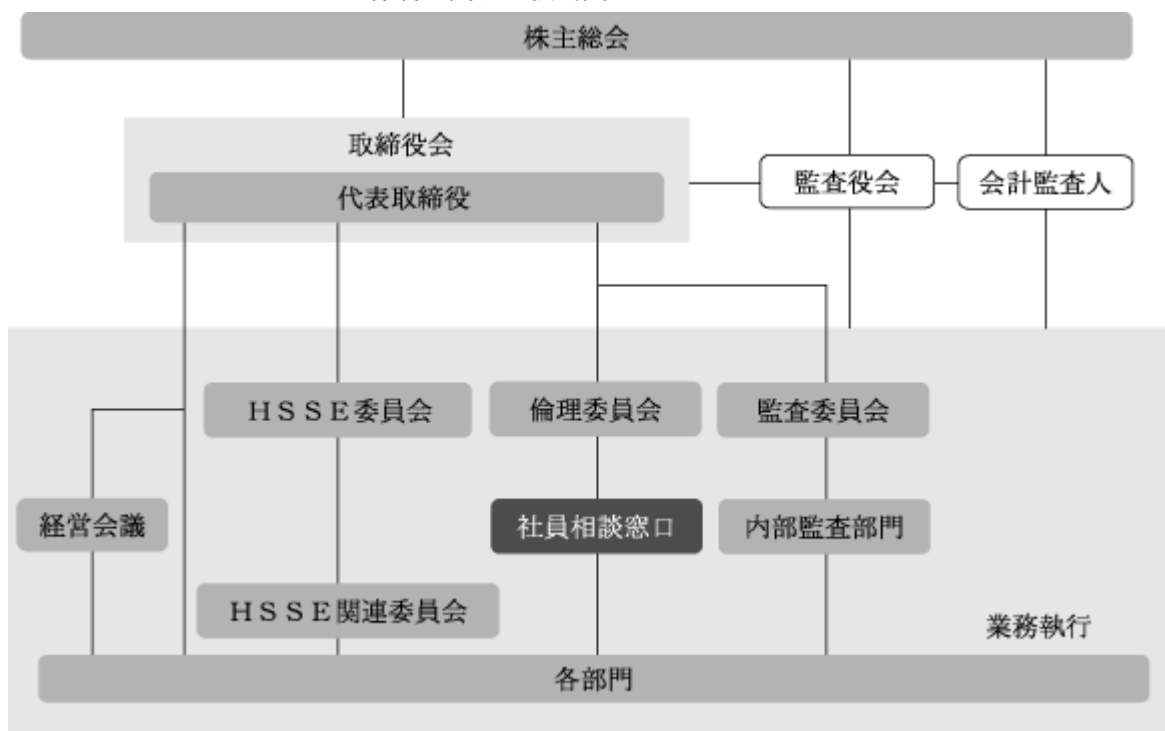 株主総会
取締役会
代表取締役
監査役会
会計監査人
HSSE委員会
倫理委員会
監査委員会
経営会議
社員相談窓口
内部監査部門
HSSE関連委員会
業務執行
各部門